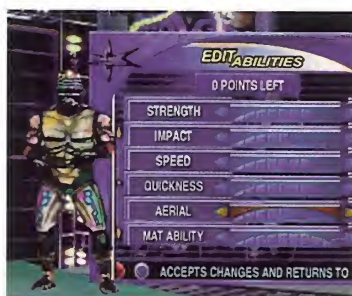 EDIT ABILITIES
0 POINTS LEFT
STRENGTH
IMPACT
SPEED
QUICKNESS
AERIAL
MAT ABILITY
ACCEPTS CHANGES AND RETURNS TO